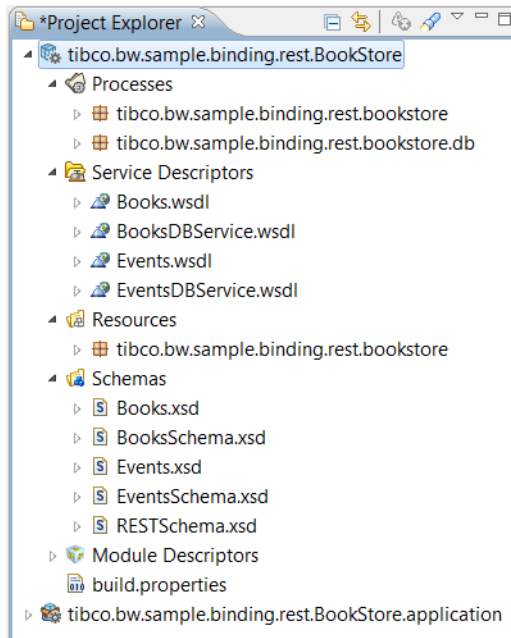 *Project Explorer
tibco.bw.sample.binding.rest.BookStore
Processes
tibco.bw.sample.binding.rest.bookstore
tibco.bw.sample.binding.rest.bookstore.db
Service Descriptors
Books.wsdl
BooksDBService.wsdl
Events.wsdl
EventsDBService.wsdl
Resources
tibco.bw.sample.binding.rest.bookstore
Schemas
S Books.xsd
S BooksSchema.xsd
S Events.xsd
S EventsSchema.xsd
S RESTSchema.xsd
Module Descriptors
010 build.properties
tibco.bw.sample.binding.rest.BookStore.application